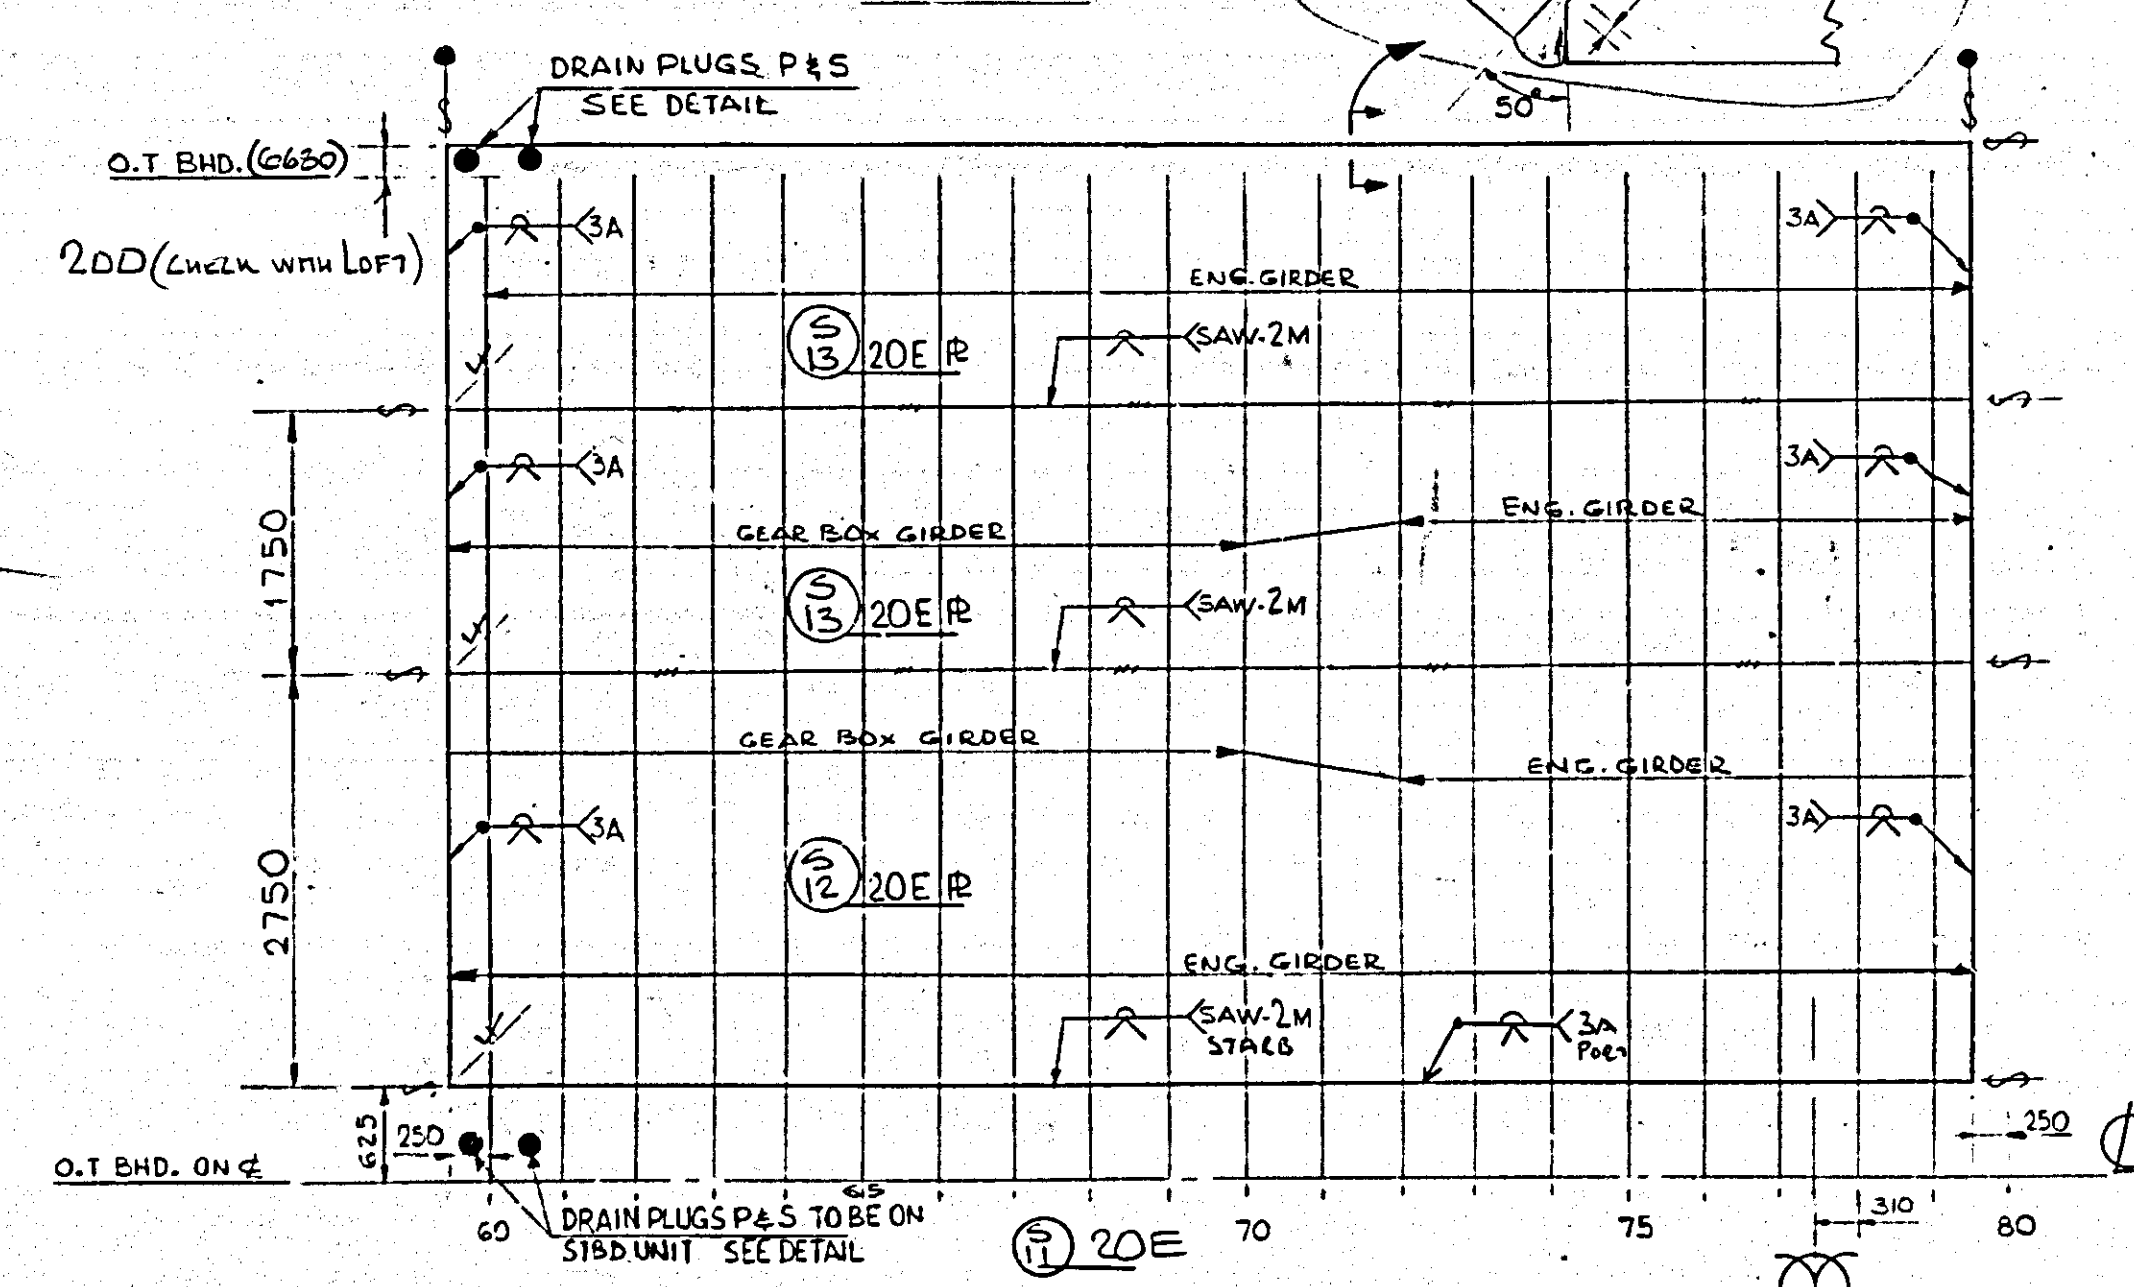 DRAIN PLUGS P & S
SEE DETAIL
50°
O.T BHD. (6630)
200 (CHECK WITH LOFT)
3A
3A
ENG. GIRDER
S
13
20E PL
SAW-2M
3A
3A
1750
GEAR BOX GIRDER
ENG. GIRDER
S
13
20E PL
SAW-2M
GEAR BOX GIRDER
ENG. GIRDER
3A
3A
S
12
20E PL
2750
ENG. GIRDER
SAW-2M
STARB
3A
PORT
625
250
250
O.T BHD. ON ℄
60
65
70
75
310
80
DRAIN PLUGS P & S TO BE ON
STBD. UNIT SEE DETAIL
S
11
20E